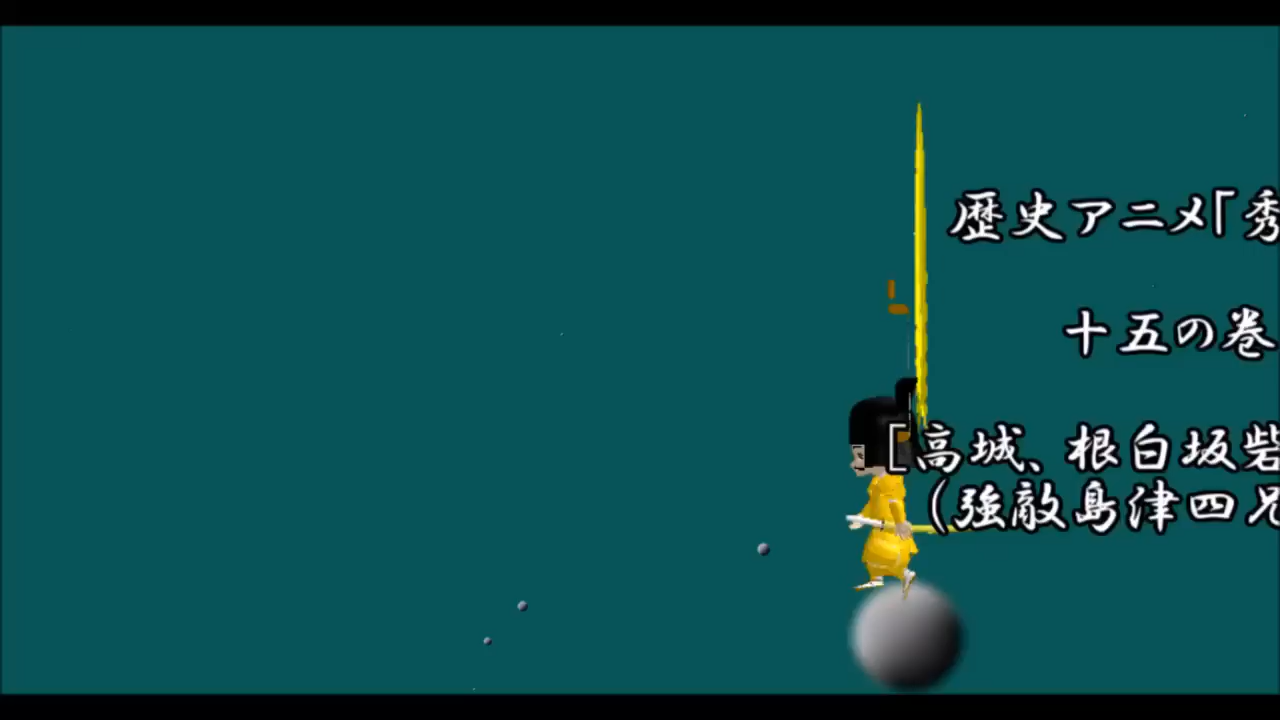 歴史アニメ「秀
十五の巻
[高城、根白坂砦
(強敵島津四兄